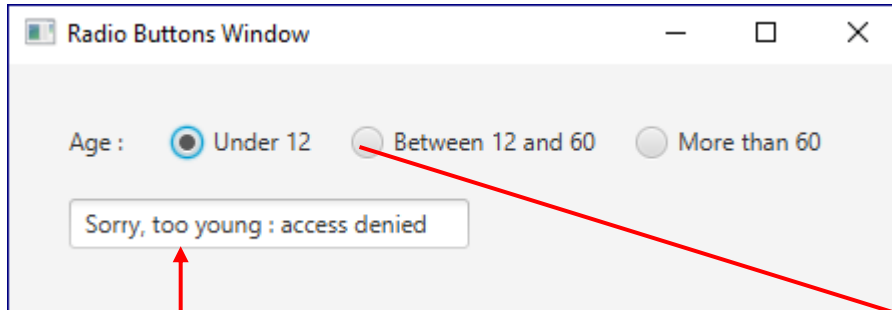 Radio Buttons Window
Age : Under 12 Between 12 and 60 More than 60
Sorry, too young : access denied